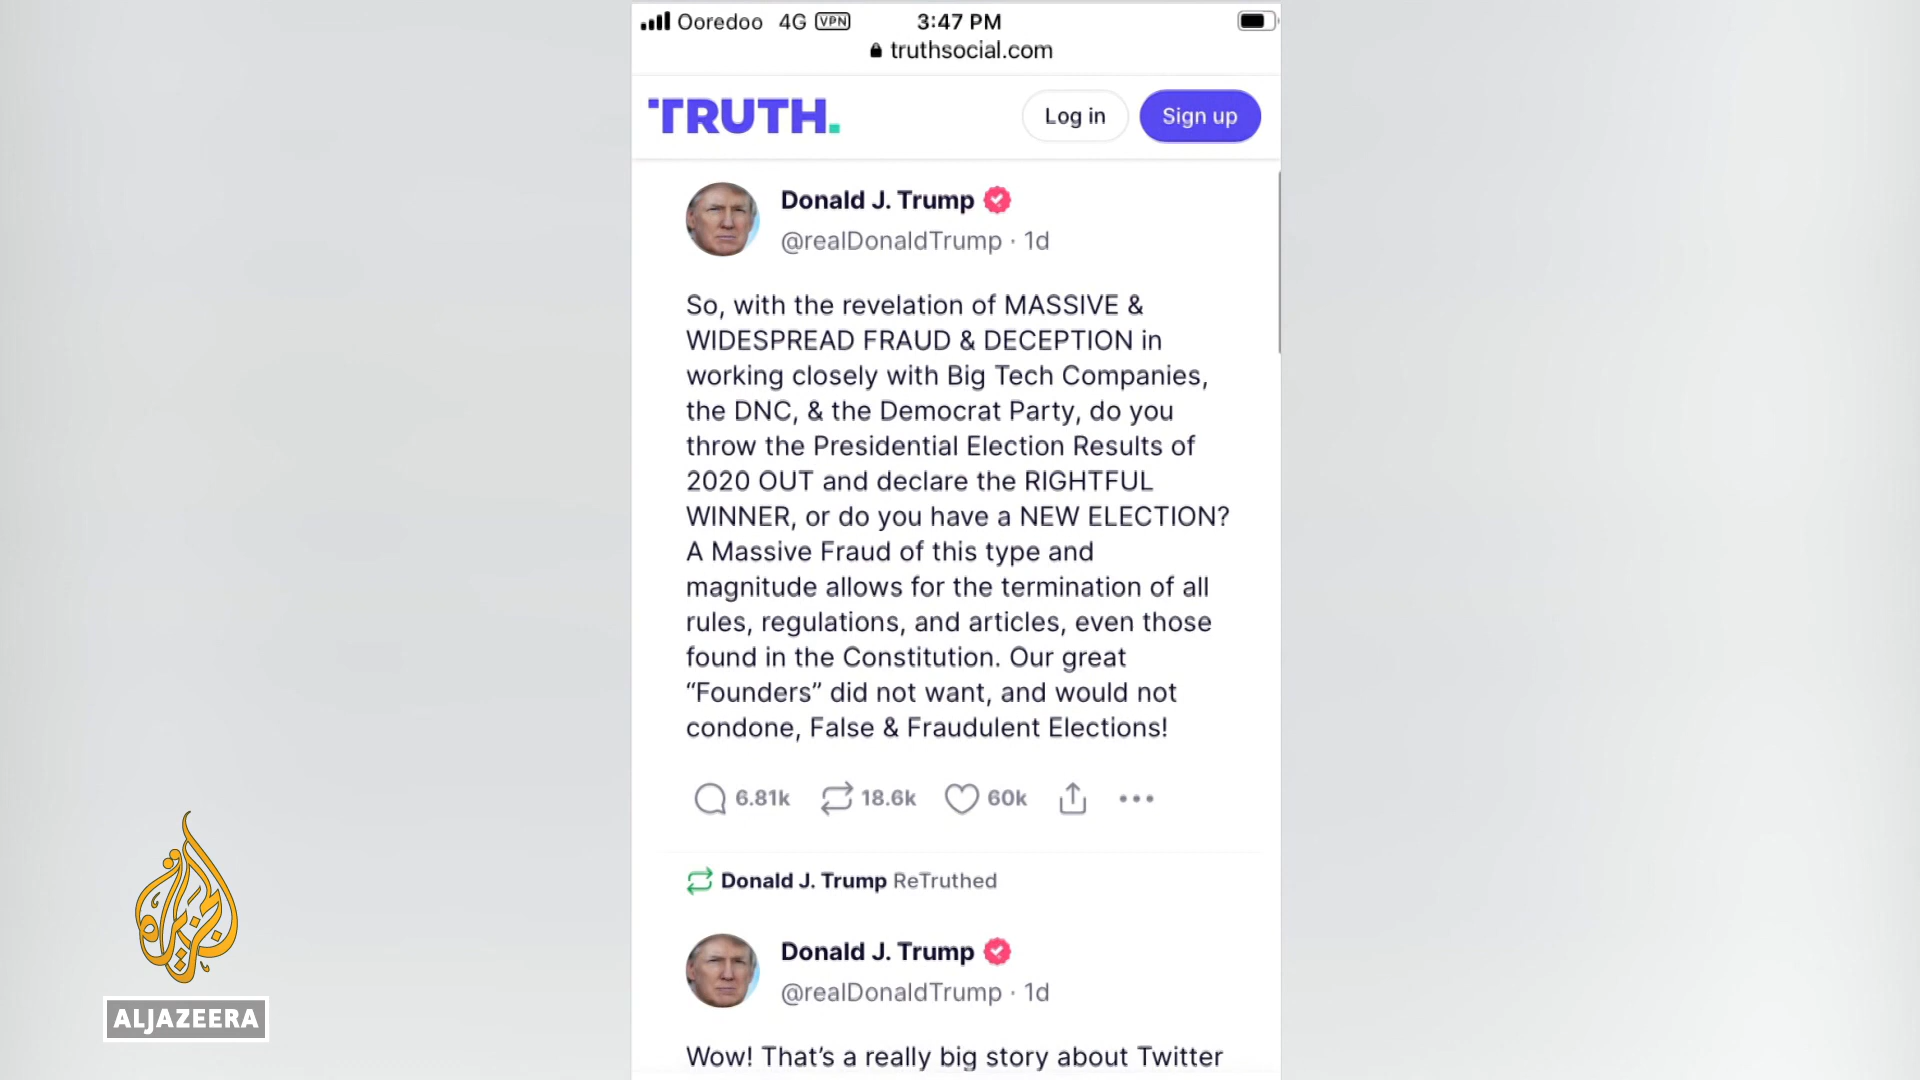 Ooredoo 4G VPN 3:47 PM
truthsocial.com
TRUTH.
Log in
Sign up
Donald J. Trump
@realDonaldTrump · 1d
So, with the revelation of MASSIVE &
WIDESPREAD FRAUD & DECEPTION in
working closely with Big Tech Companies,
the DNC, & the Democrat Party, do you
throw the Presidential Election Results of
2020 OUT and declare the RIGHTFUL
WINNER, or do you have a NEW ELECTION?
A Massive Fraud of this type and
magnitude allows for the termination of all
rules, regulations, and articles, even those
found in the Constitution. Our great
“Founders” did not want, and would not
condone, False & Fraudulent Elections!
6.81k 18.6k 60k
Donald J. Trump ReTruthed
Donald J. Trump
@realDonaldTrump · 1d
Wow! That’s a really big story about Twitter
الجزيرة
ALJAZEERA